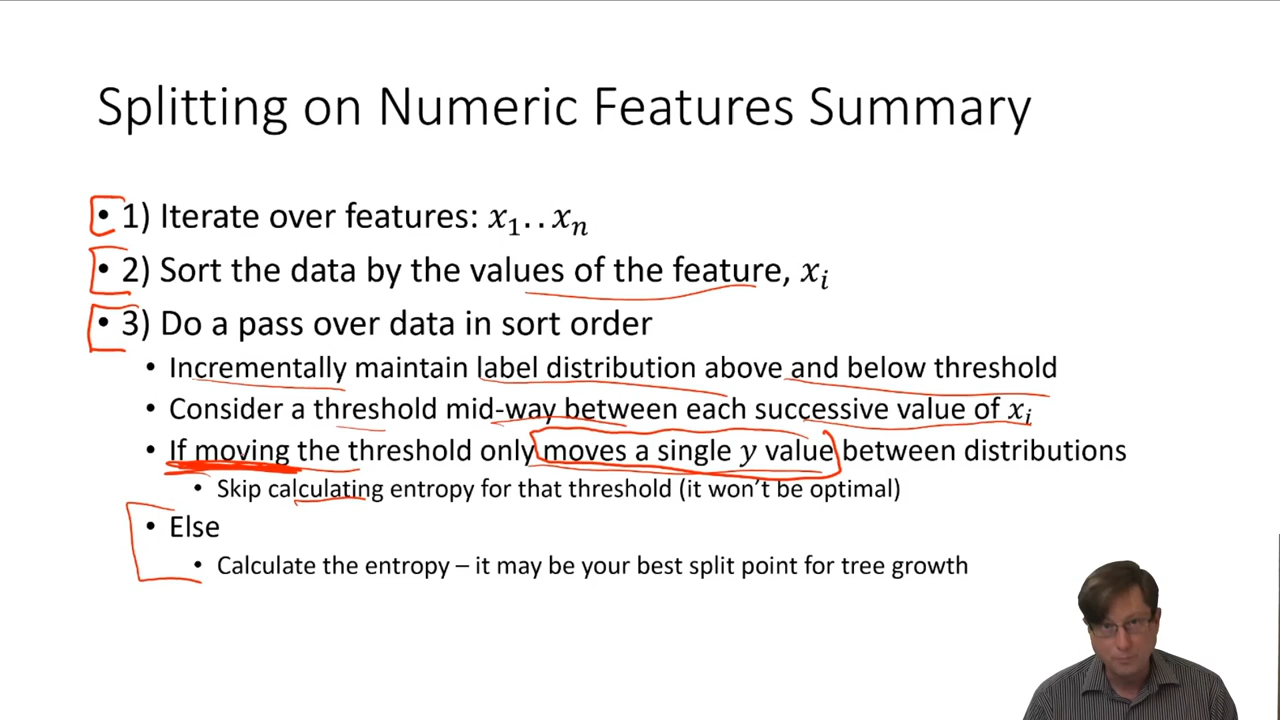 Splitting on Numeric Features Summary
• 1) Iterate over features: x₁..xₙ
• 2) Sort the data by the values of the feature, xᵢ
• 3) Do a pass over data in sort order
• Incrementally maintain label distribution above and below threshold
• Consider a threshold mid-way between each successive value of xᵢ
• If moving the threshold only moves a single y value between distributions
• Skip calculating entropy for that threshold (it won't be optimal)
• Else
• Calculate the entropy – it may be your best split point for tree growth